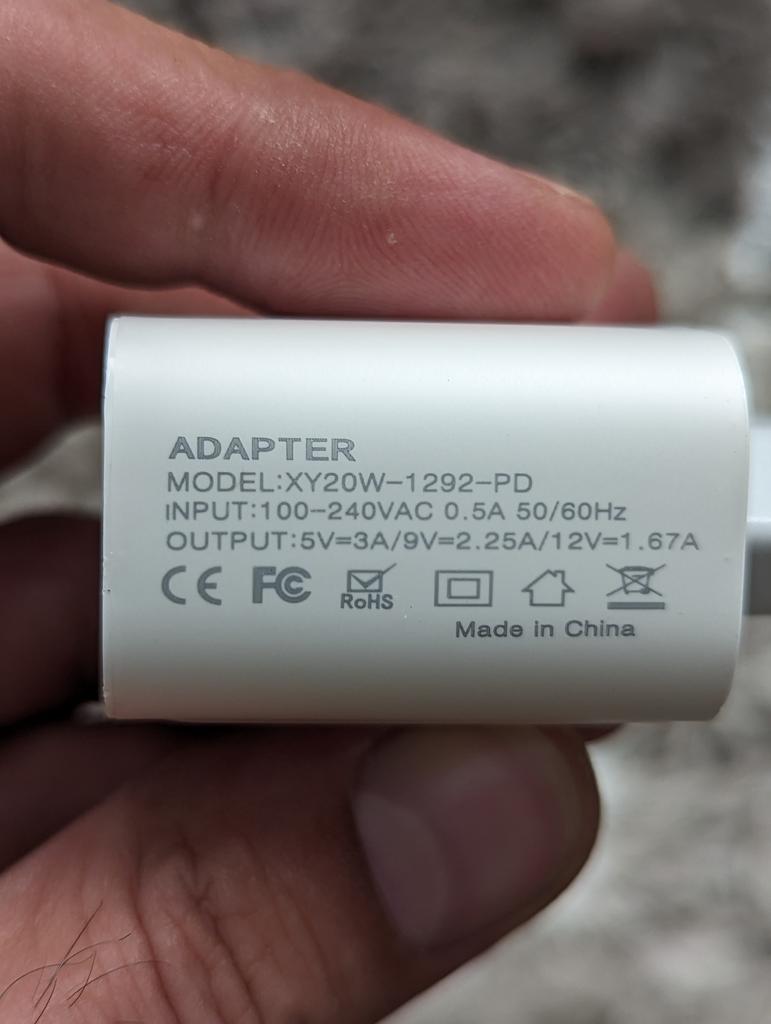 ADAPTER
MODEL:XY20W-1292-PD
INPUT:100-240VAC 0.5A 50/60Hz
OUTPUT:5V=3A/9V=2.25A/12V=1.67A
CE FC RoHS
Made in China